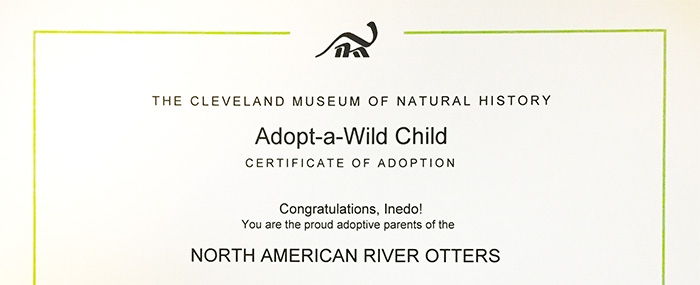 THE CLEVELAND MUSEUM OF NATURAL HISTORY
Adopt-a-Wild Child
CERTIFICATE OF ADOPTION
Congratulations, Inedo!
You are the proud adoptive parents of the
NORTH AMERICAN RIVER OTTERS